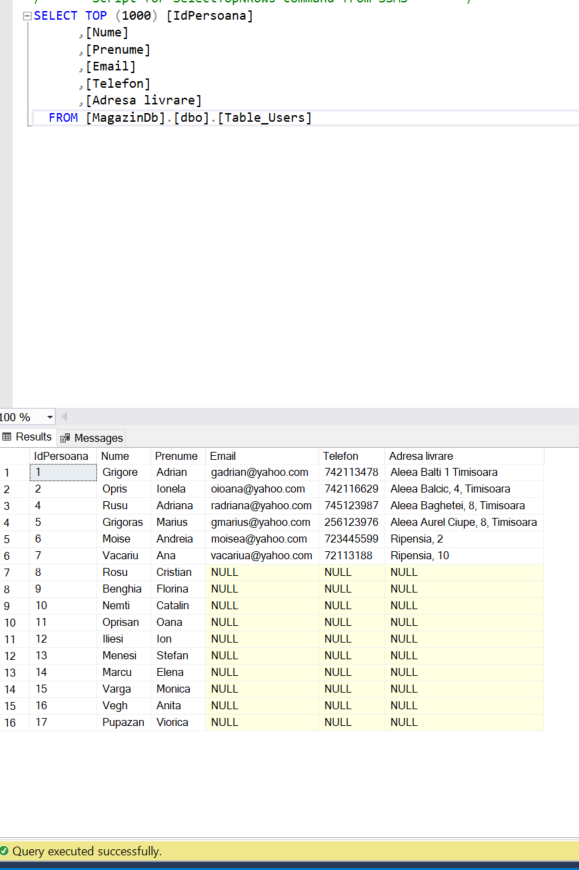 SELECT TOP (1000) [IdPersoana]
,[Nume]
,[Prenume]
,[Email]
,[Telefon]
,[Adresa livrare]
FROM [MagazinDb].[dbo].[Table_Users]
100 %
Results Messages
IdPersoana Nume Prenume Email Telefon Adresa livrare
1 1 Grigore Adrian gadrian@yahoo.com 742113478 Aleea Balti 1 Timisoara
2 2 Opris Ionela oioana@yahoo.com 742116629 Aleea Balcic, 4, Timisoara
3 4 Rusu Adriana radriana@yahoo.com 745123987 Aleea Baghetei, 8, Timisoara
4 5 Grigoras Marius gmarius@yahoo.com 256123976 Aleea Aurel Ciupe, 8, Timisoara
5 6 Moise Andreia moisea@yahoo.com 723445599 Ripensia, 2
6 7 Vacariu Ana vacariua@yahoo.com 72113188 Ripensia, 10
7 8 Rosu Cristian NULL NULL NULL
8 9 Benghia Florina NULL NULL NULL
9 10 Nemti Catalin NULL NULL NULL
10 11 Oprisan Oana NULL NULL NULL
11 12 Iliesi Ion NULL NULL NULL
12 13 Menesi Stefan NULL NULL NULL
13 14 Marcu Elena NULL NULL NULL
14 15 Varga Monica NULL NULL NULL
15 16 Vegh Anita NULL NULL NULL
16 17 Pupazan Viorica NULL NULL NULL
Query executed successfully.